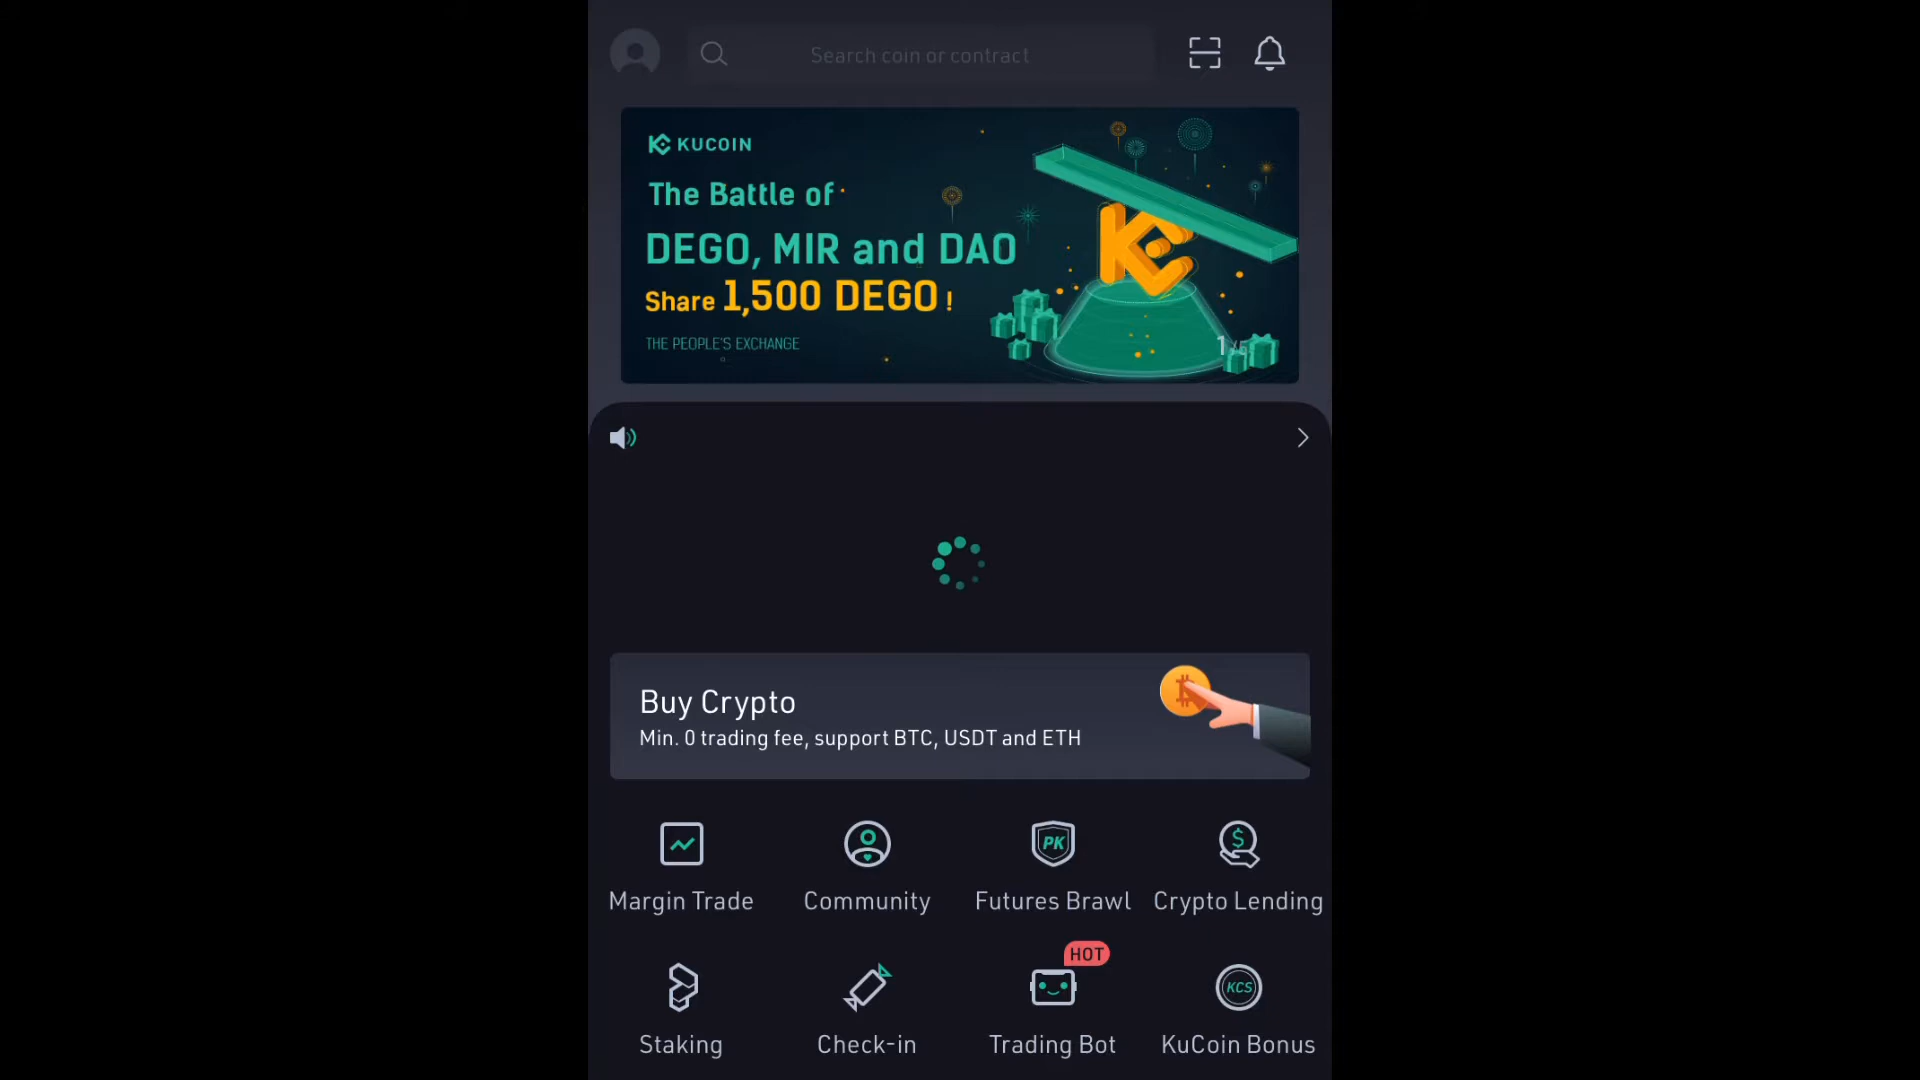 Search coin or contract
KUCOIN
The Battle of
DEGO, MIR and DAO
Share 1,500 DEGO !
THE PEOPLE'S EXCHANGE
1/5
Buy Crypto
Min. 0 trading fee, support BTC, USDT and ETH
PK
$
Margin Trade
Community
Futures Brawl
Crypto Lending
HOT
KCS
Staking
Check-in
Trading Bot
KuCoin Bonus